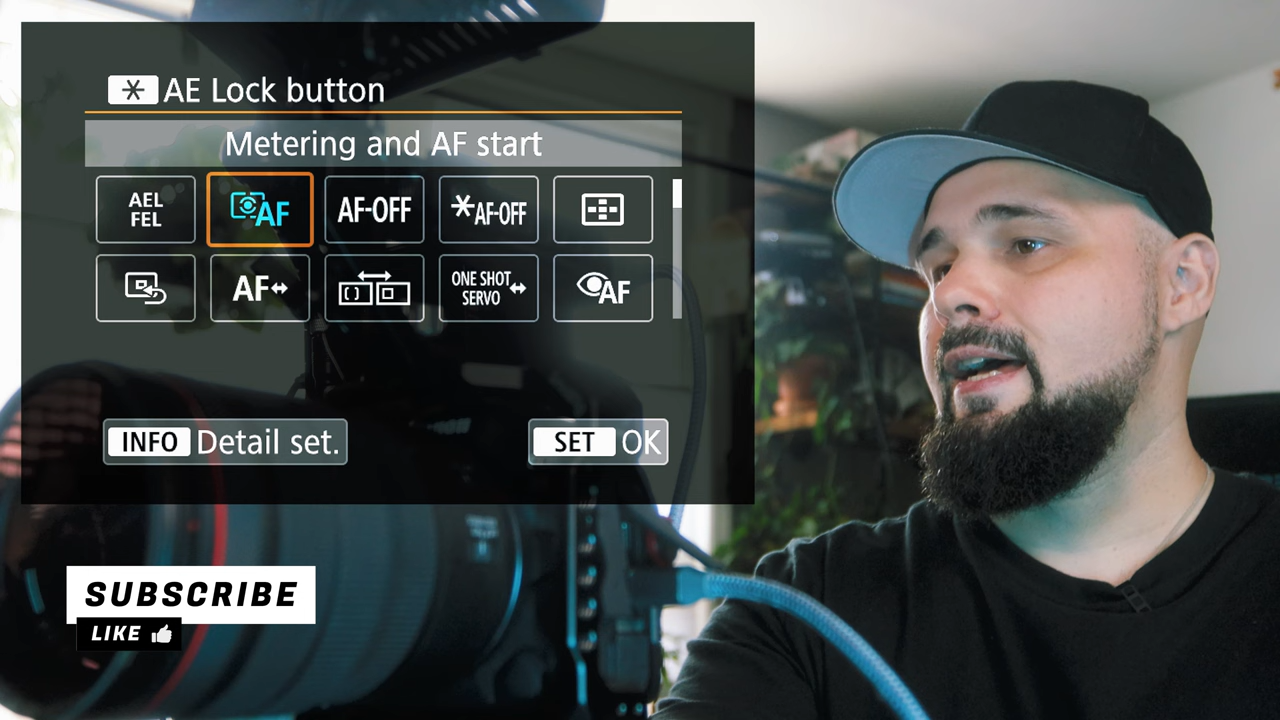 * AE Lock button
Metering and AF start
AEL
FEL
AF
AF-OFF
*AF-OFF
AF↔
ONE SHOT↔
SERVO
AF
INFO Detail set.
SET OK
SUBSCRIBE
LIKE